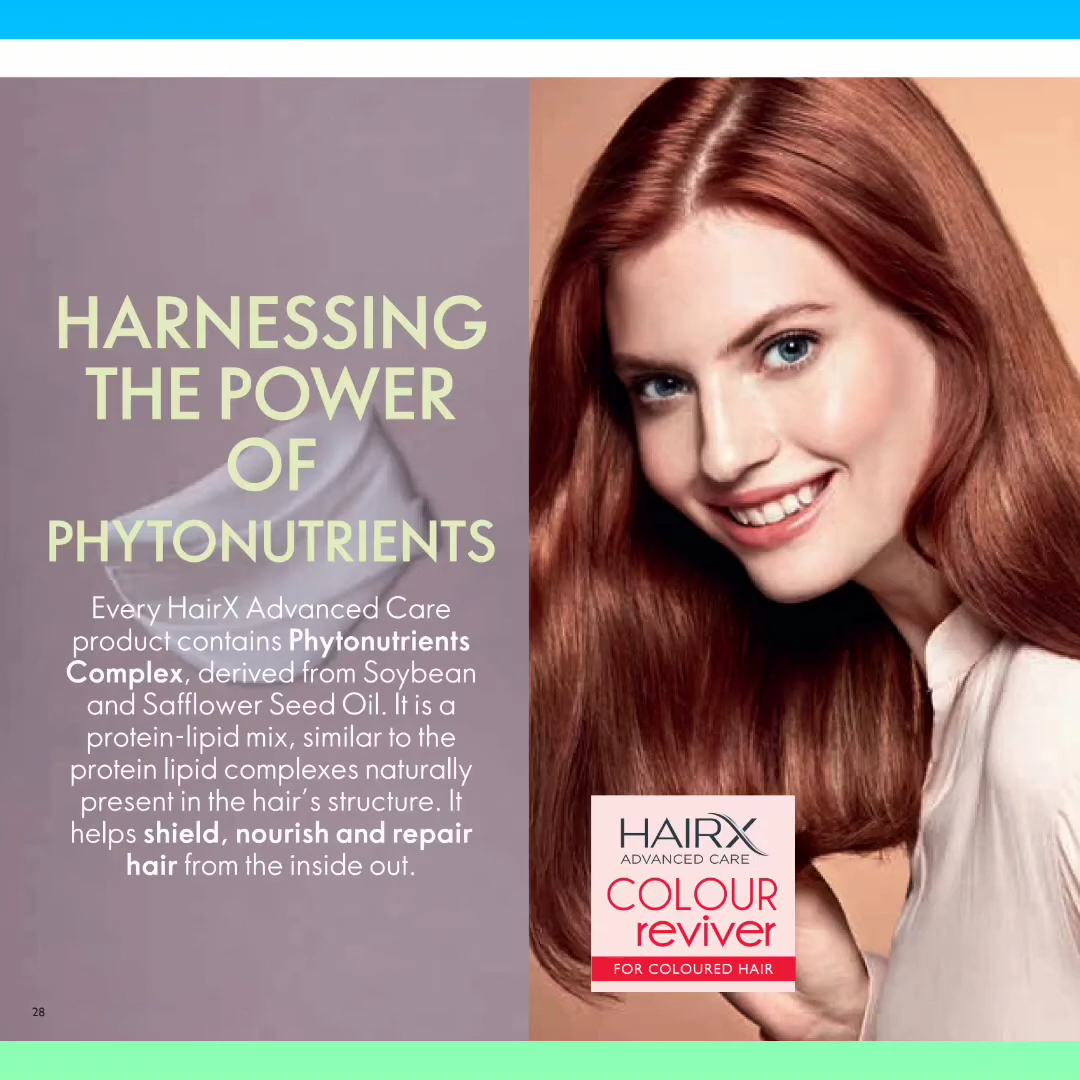 HARNESSING
THE POWER
OF
PHYTONUTRIENTS
Every HairX Advanced Care
product contains Phytonutrients
Complex, derived from Soybean
and Safflower Seed Oil. It is a
protein-lipid mix, similar to the
protein lipid complexes naturally
present in the hair's structure. It
helps shield, nourish and repair
hair from the inside out.
28
HAIRX
ADVANCED CARE
COLOUR
reviver
FOR COLOURED HAIR